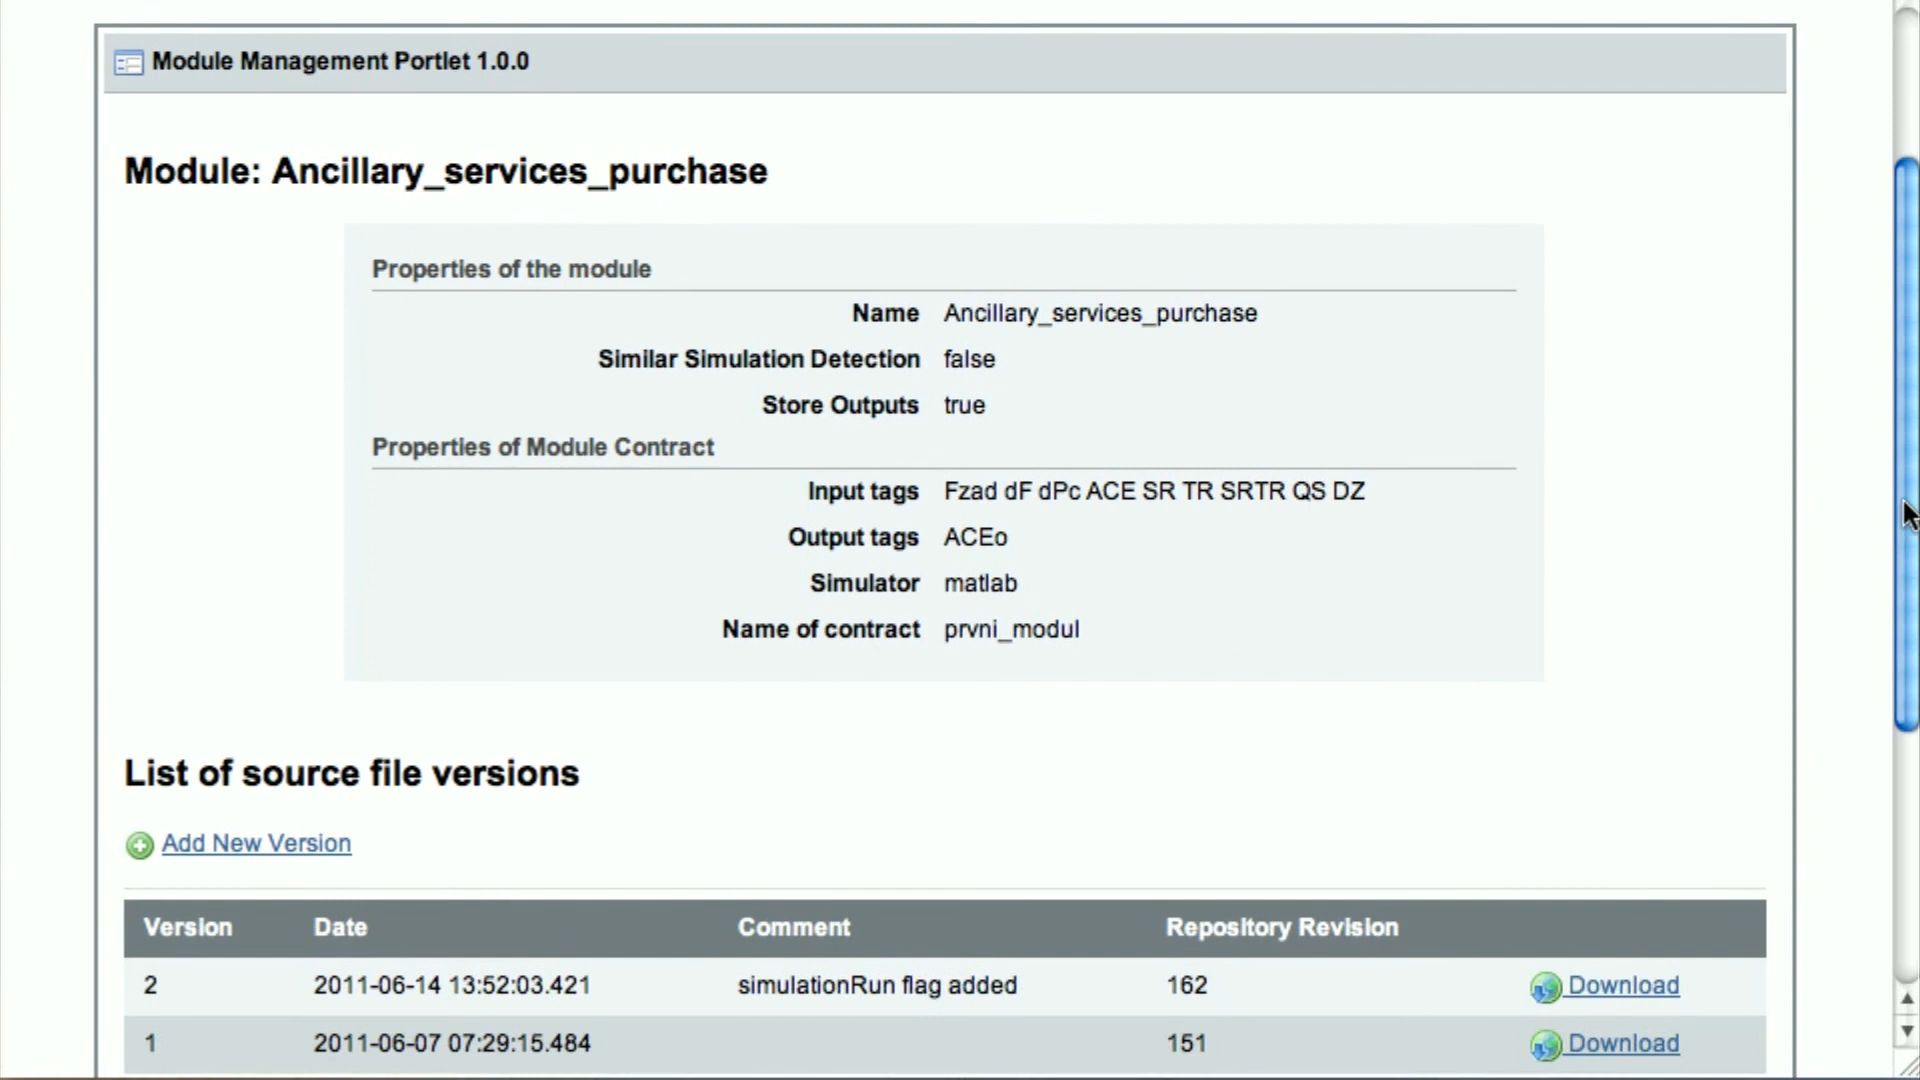 Module Management Portlet 1.0.0
Module: Ancillary_services_purchase
Properties of the module
Name Ancillary_services_purchase
Similar Simulation Detection false
Store Outputs true
Properties of Module Contract
Input tags Fzad dF dPc ACE SR TR SRTR QS DZ
Output tags ACEo
Simulator matlab
Name of contract prvni_modul
List of source file versions
Add New Version
Version Date Comment Repository Revision
2 2011-06-14 13:52:03.421 simulationRun flag added 162 Download
1 2011-06-07 07:29:15.484 151 Download